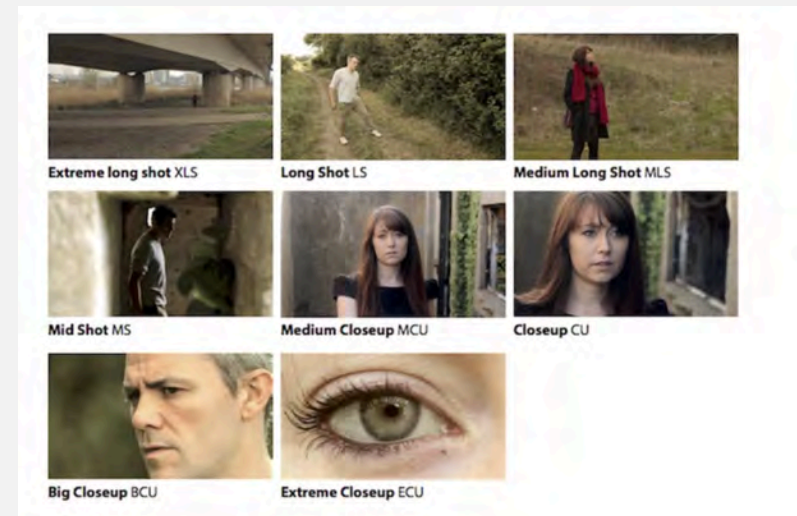 Extreme long shot XLS
Long Shot LS
Medium Long Shot MLS
Mid Shot MS
Medium Closeup MCU
Closeup CU
Big Closeup BCU
Extreme Closeup ECU